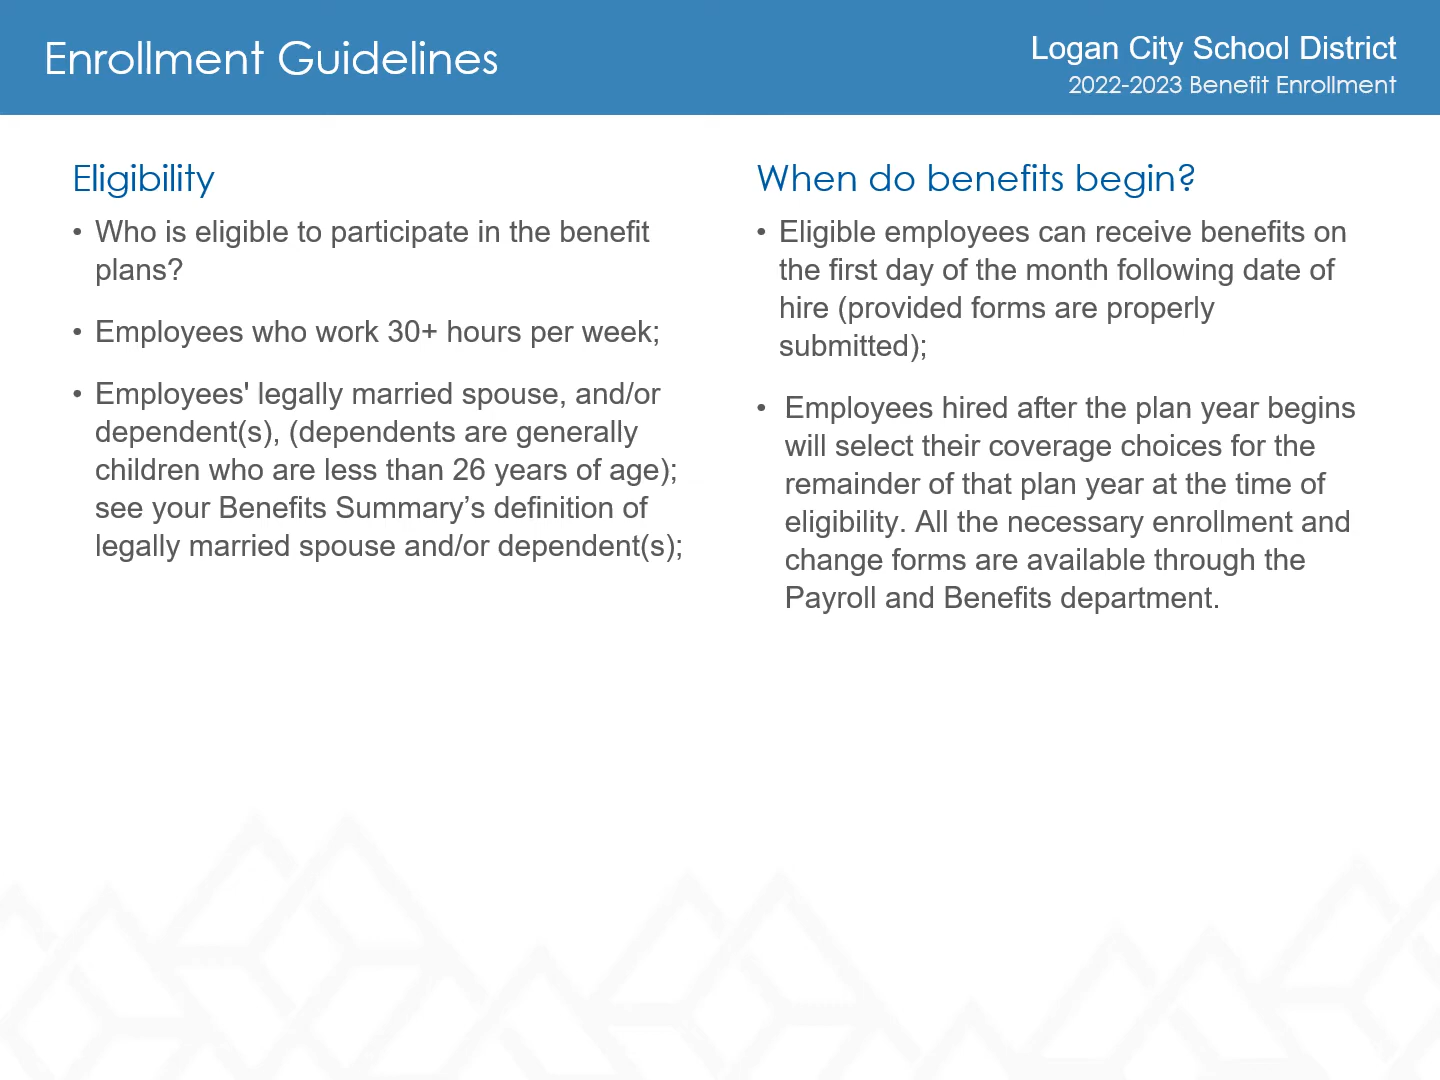 Enrollment Guidelines
Logan City School District
2022-2023 Benefit Enrollment
Eligibility
• Who is eligible to participate in the benefit
plans?
• Employees who work 30+ hours per week;
• Employees' legally married spouse, and/or
dependent(s), (dependents are generally
children who are less than 26 years of age);
see your Benefits Summary’s definition of
legally married spouse and/or dependent(s);
When do benefits begin?
• Eligible employees can receive benefits on
the first day of the month following date of
hire (provided forms are properly
submitted);
• Employees hired after the plan year begins
will select their coverage choices for the
remainder of that plan year at the time of
eligibility. All the necessary enrollment and
change forms are available through the
Payroll and Benefits department.